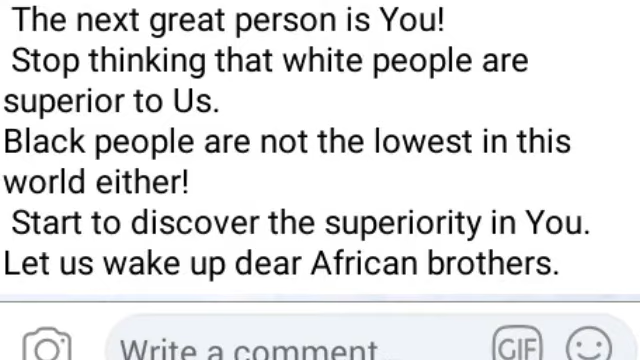 The next great person is You!
Stop thinking that white people are
superior to Us.
Black people are not the lowest in this
world either!
Start to discover the superiority in You.
Let us wake up dear African brothers.
Write a comment...
GIF